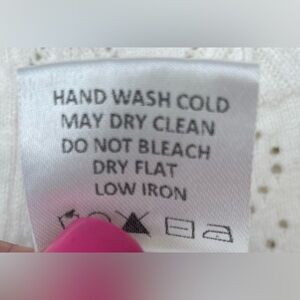 HAND WASH COLD
MAY DRY CLEAN
DO NOT BLEACH
DRY FLAT
LOW IRON